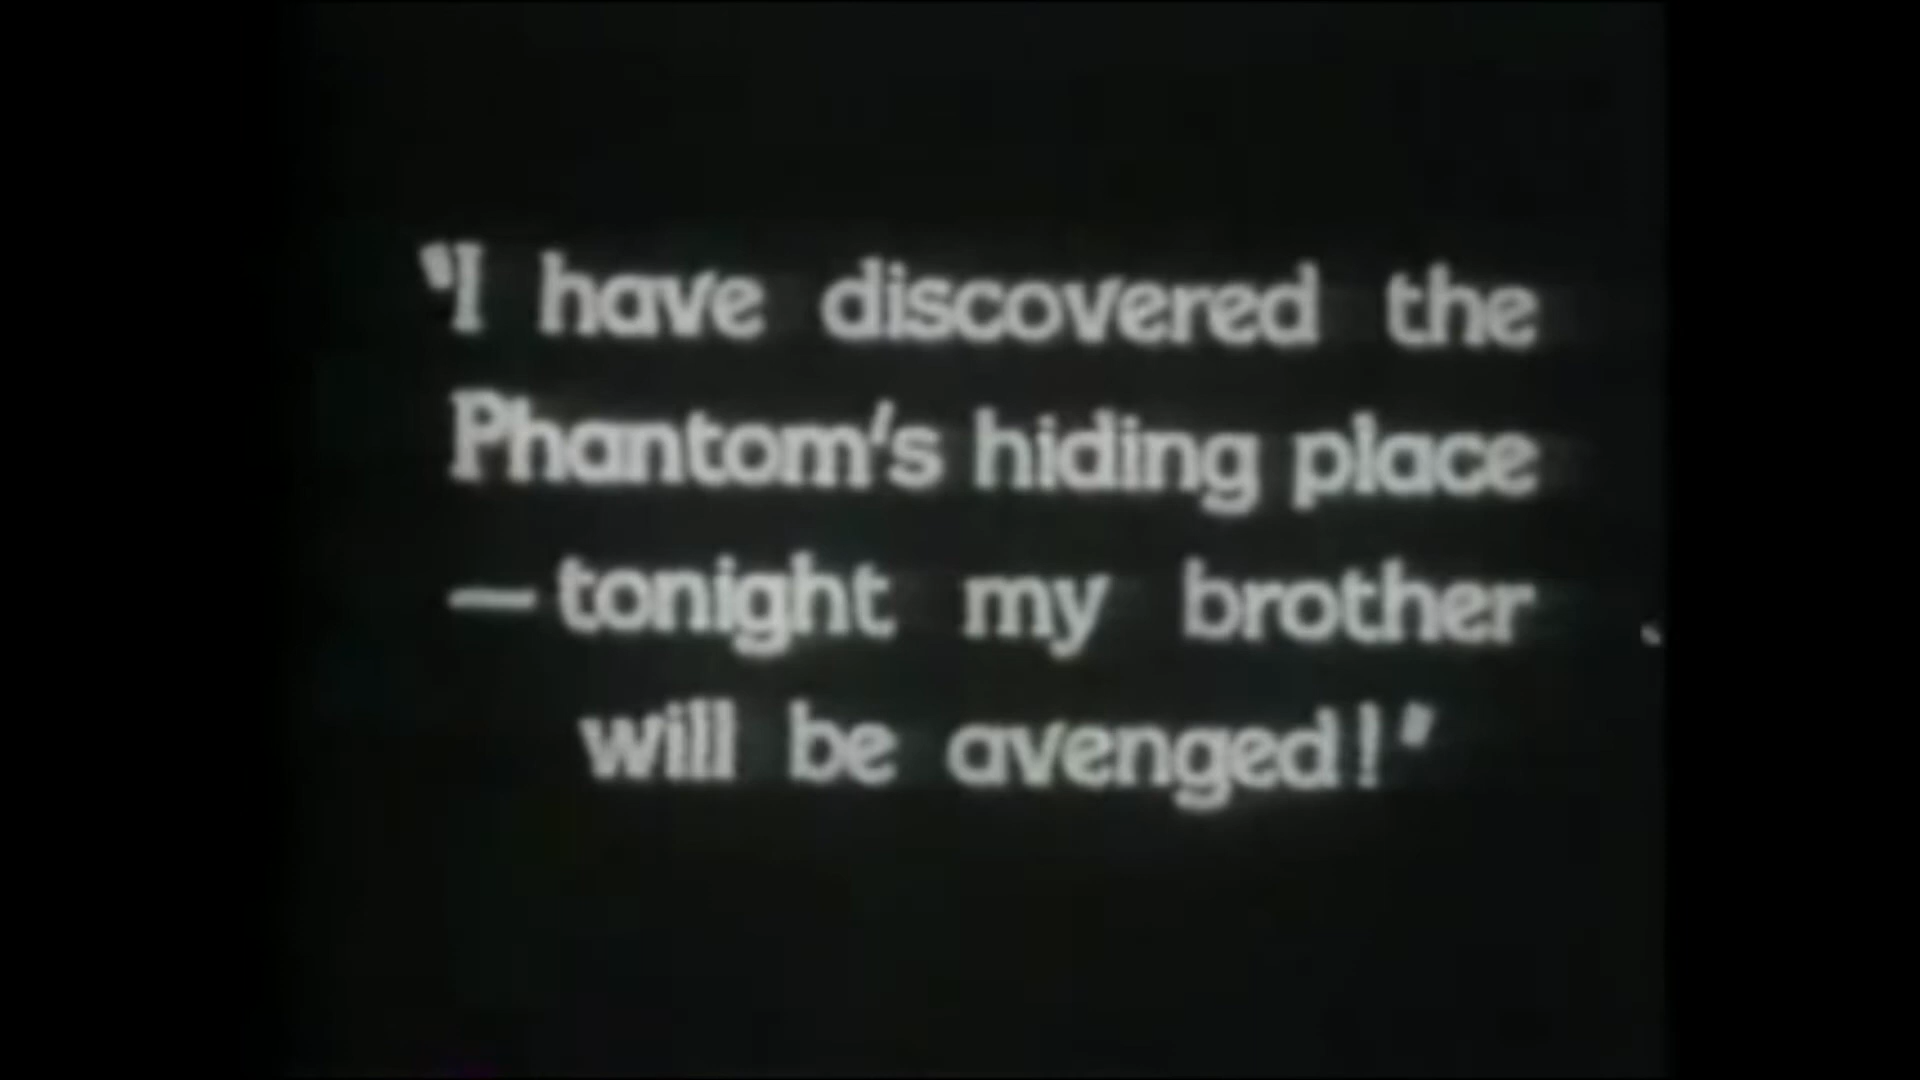 "I have discovered the
Phantom's hiding place
—tonight my brother
will be avenged!"